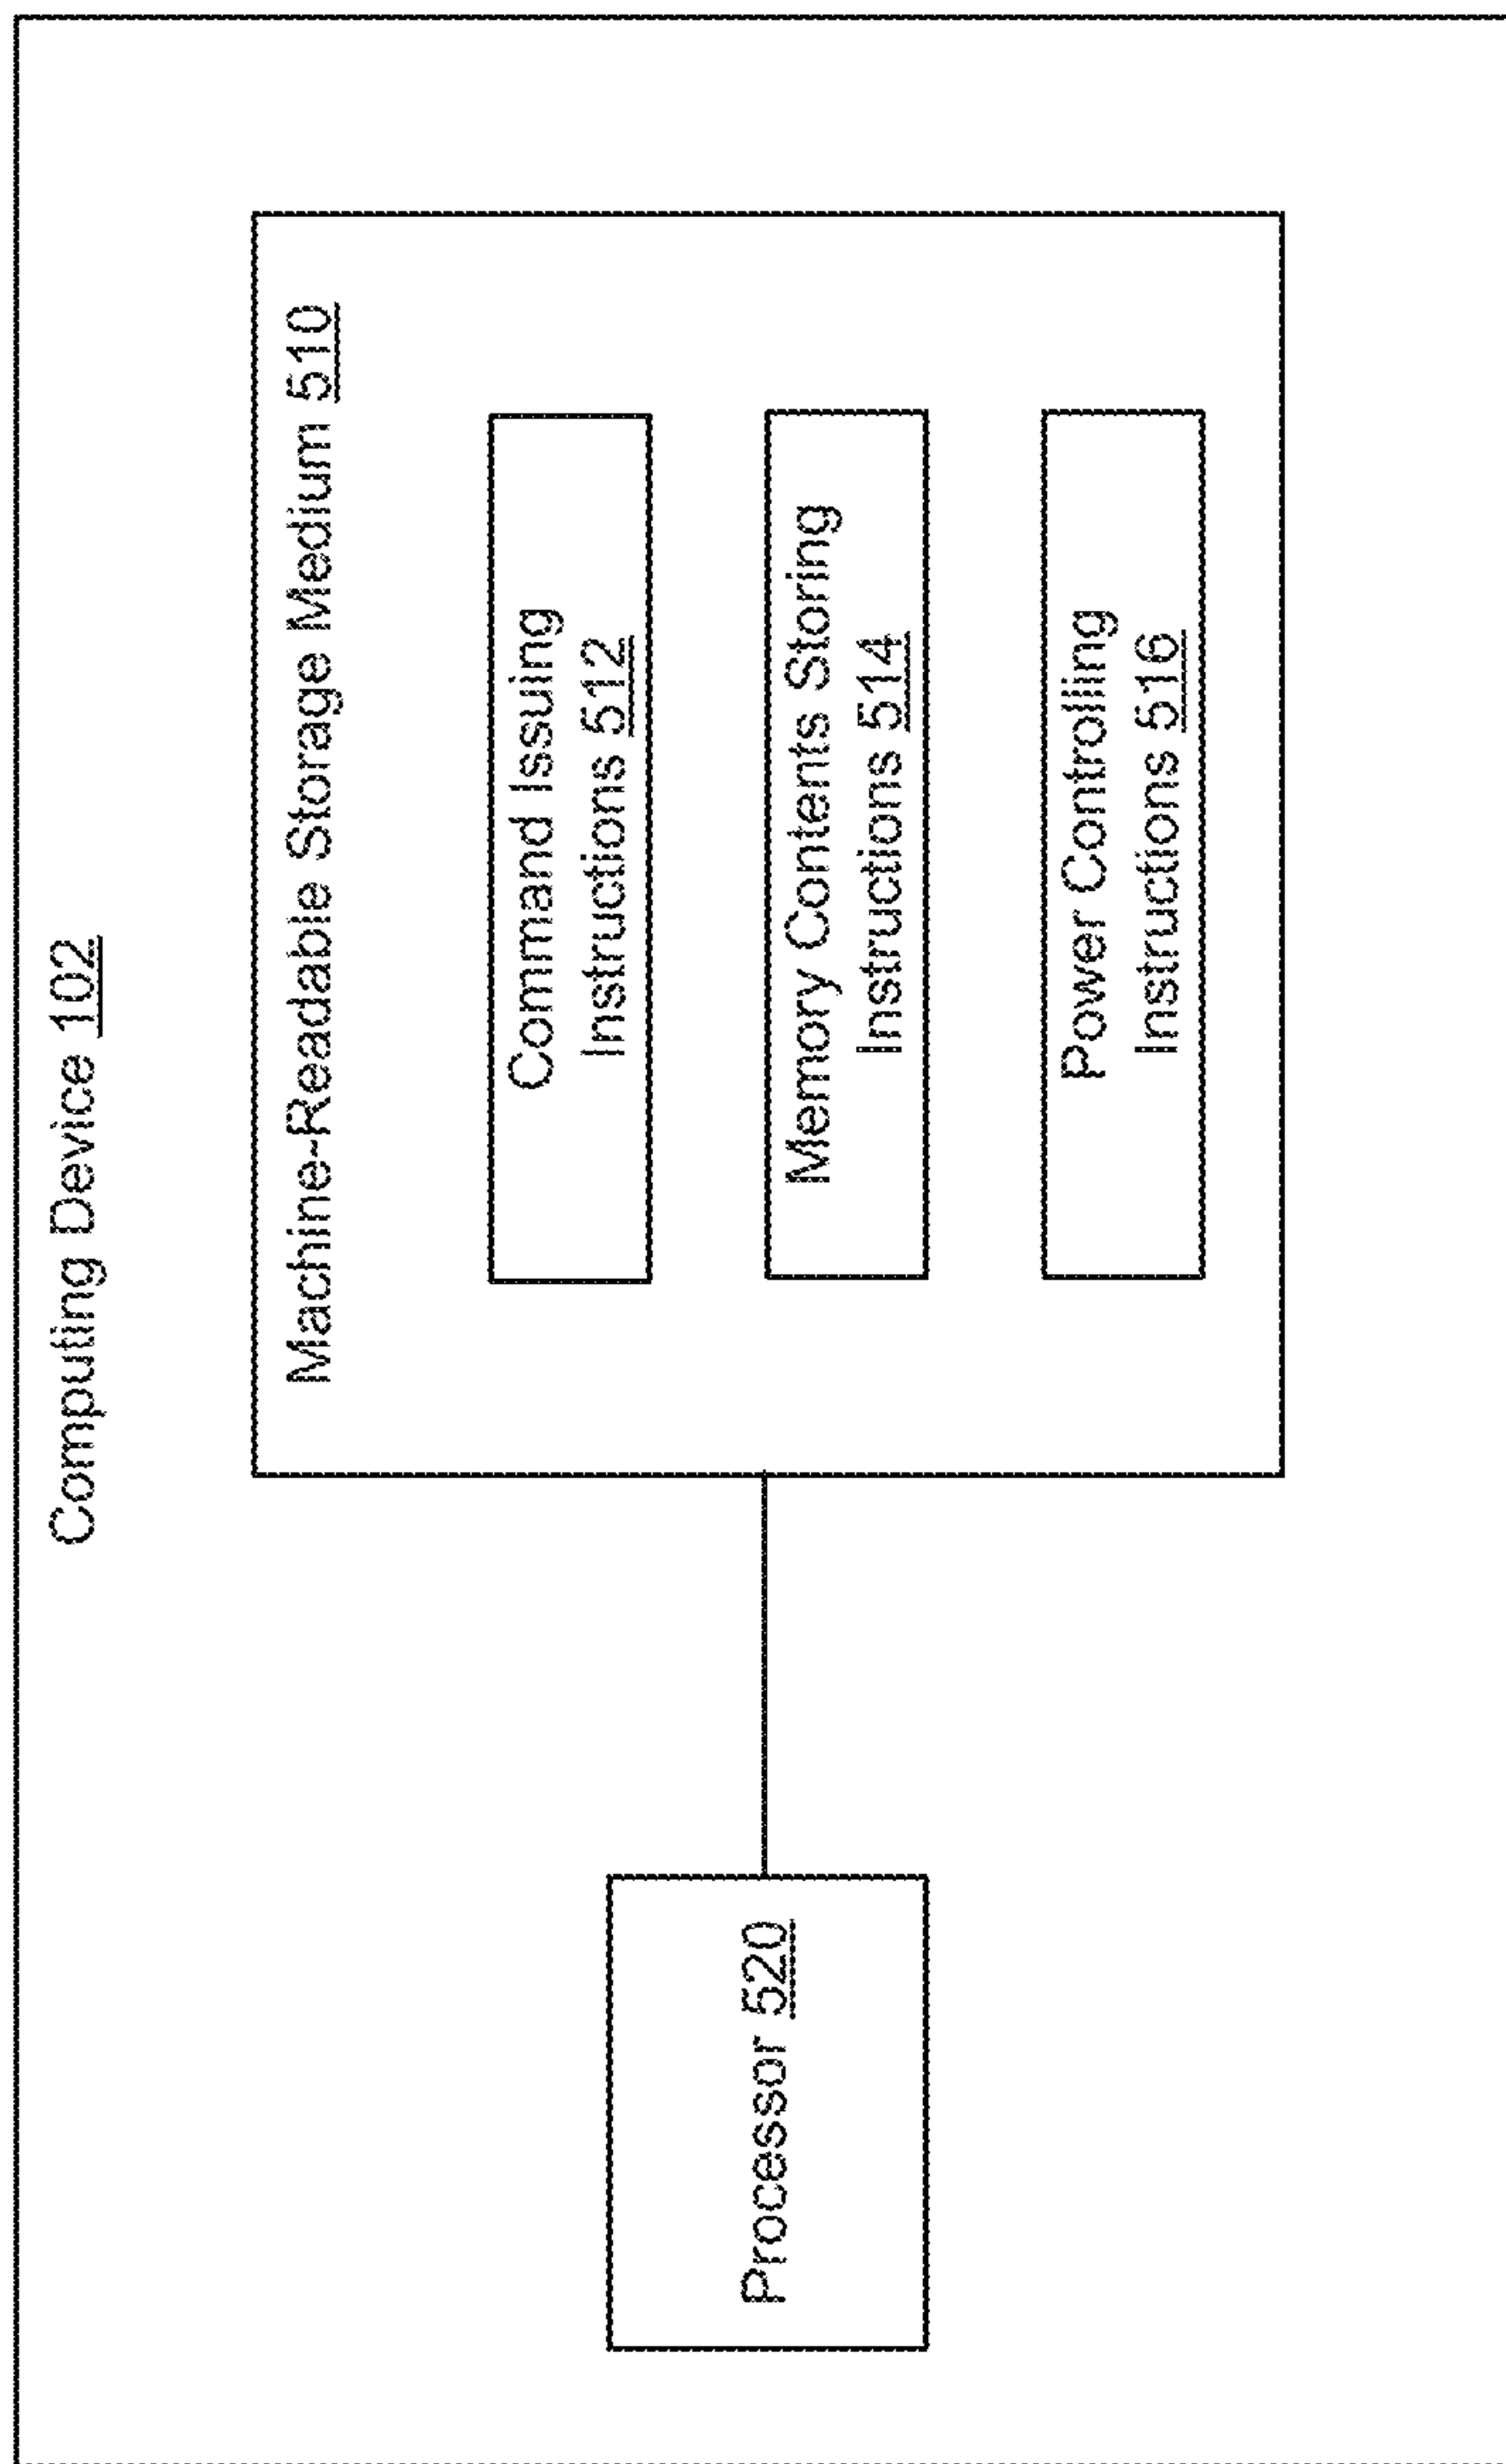 Computing Device 102
Machine-Readable Storage Medium 510
Command Issuing
Instructions 512
Memory Contents Storing
Instructions 514
Power Controlling
Instructions 516
Processor 520